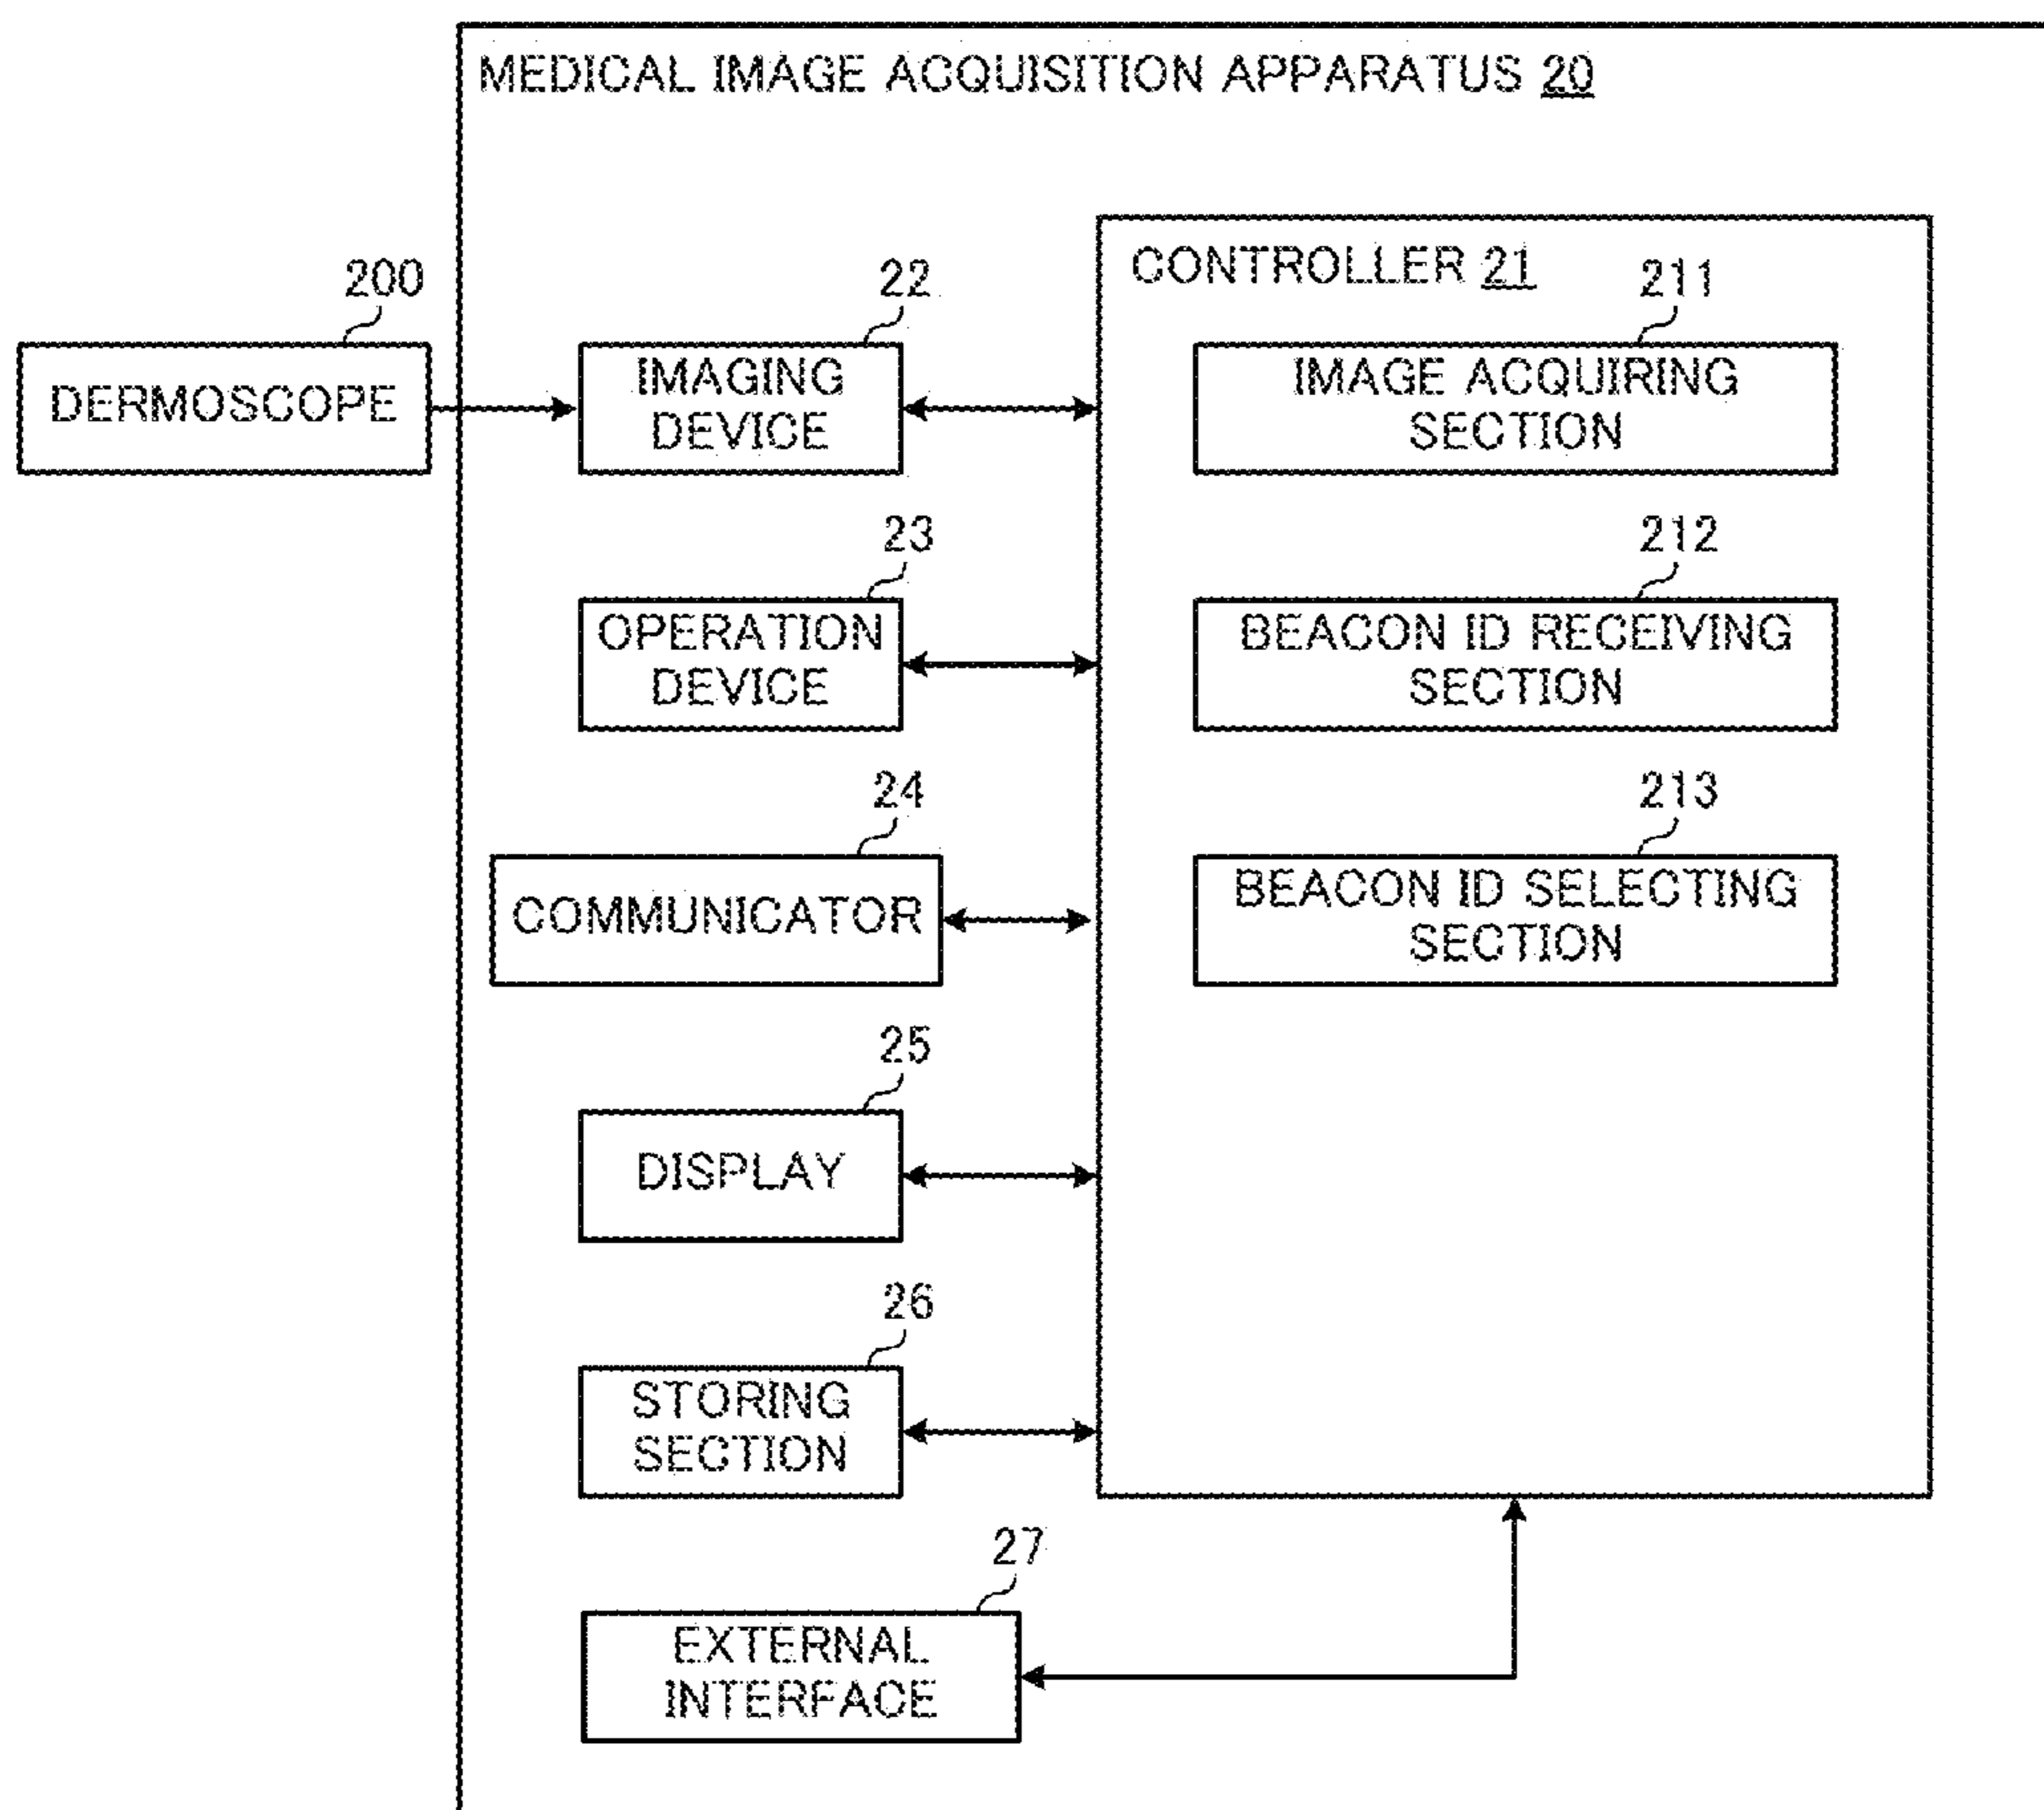 MEDICAL IMAGE ACQUISITION APPARATUS 20
CONTROLLER 21
200
DERMOSCOPE
22
IMAGING
DEVICE
211
IMAGE ACQUIRING
SECTION
23
OPERATION
DEVICE
212
BEACON ID RECEIVING
SECTION
24
COMMUNICATOR
213
BEACON ID SELECTING
SECTION
25
DISPLAY
26
STORING
SECTION
27
EXTERNAL
INTERFACE